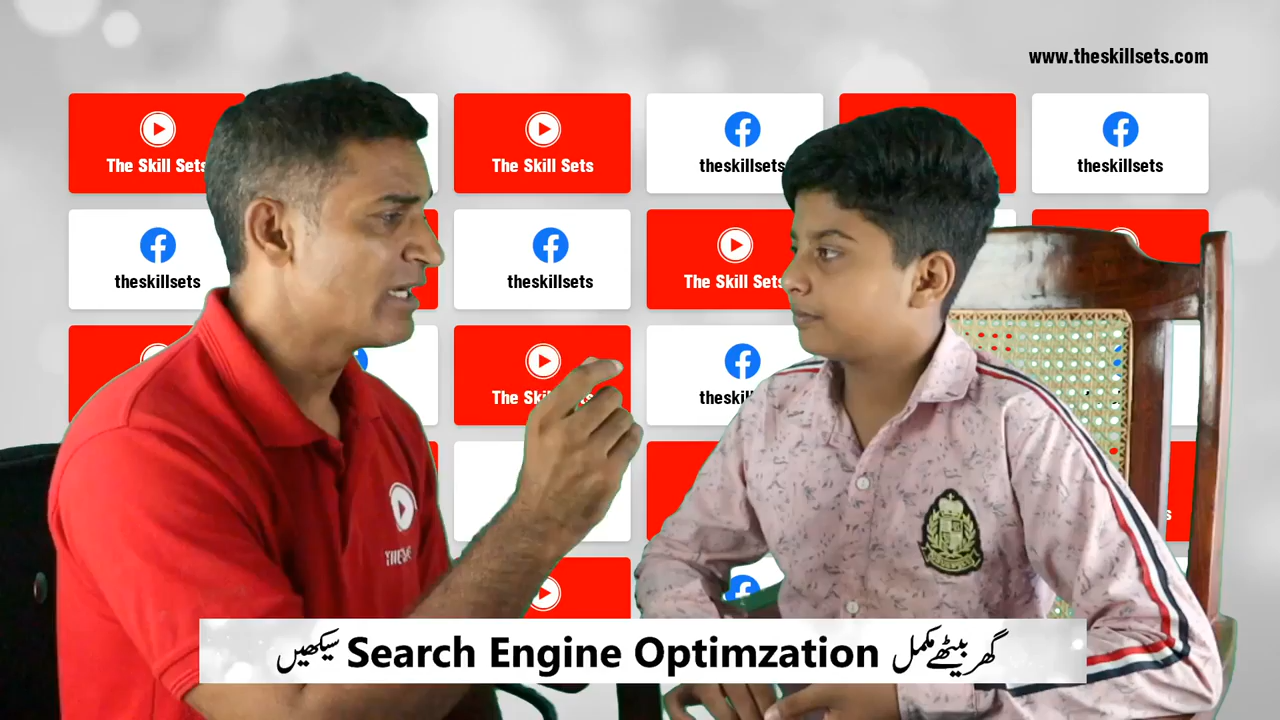 www.theskillsets.com
The Skill Sets
The Skill Sets
theskillsets
theskillsets
theskillsets
theskillsets
The Skill Sets
گھر بیٹھے مکمل Search Engine Optimzation سیکھیں